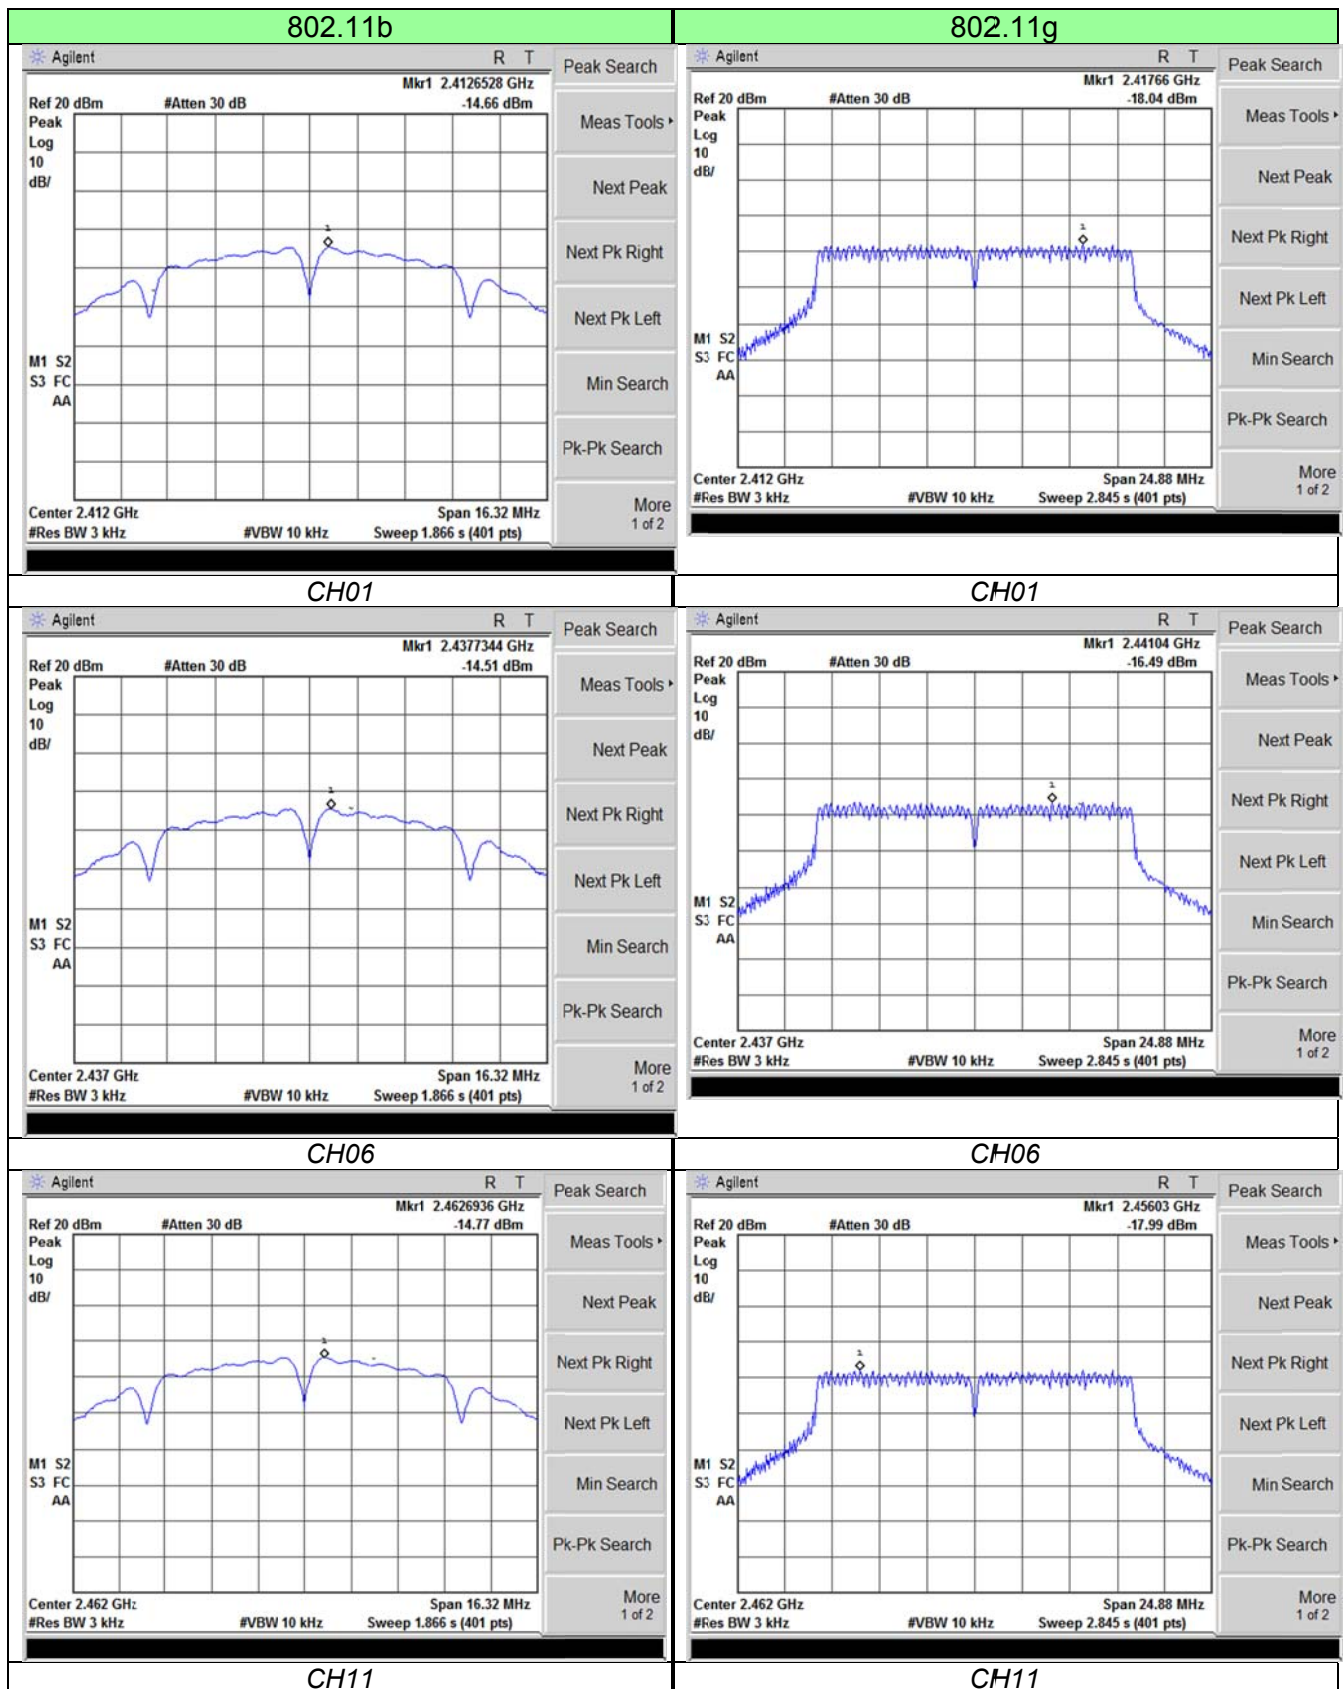 802.11b
802.11g
Agilent R T
Peak Search
Mkr1 2.4126528 GHz
Ref 20 dBm #Atten 30 dB -14.66 dBm
Peak
Log
10
dB/
1
M1 S2
S3 FC
AA
Center 2.412 GHz Span 16.32 MHz
#Res BW 3 kHz #VBW 10 kHz Sweep 1.866 s (401 pts)
Meas Tools
Next Peak
Next Pk Right
Next Pk Left
Min Search
Pk-Pk Search
More
1 of 2
Agilent R T
Peak Search
Mkr1 2.41766 GHz
Ref 20 dBm #Atten 30 dB -18.04 dBm
Peak
Log
10
dB/
1
M1 S2
S3 FC
AA
Center 2.412 GHz Span 24.88 MHz
#Res BW 3 kHz #VBW 10 kHz Sweep 2.845 s (401 pts)
Meas Tools
Next Peak
Next Pk Right
Next Pk Left
Min Search
Pk-Pk Search
More
1 of 2
CH01
CH01
Agilent R T
Peak Search
Mkr1 2.4377344 GHz
Ref 20 dBm #Atten 30 dB -14.51 dBm
Peak
Log
10
dB/
1
M1 S2
S3 FC
AA
Center 2.437 GHz Span 16.32 MHz
#Res BW 3 kHz #VBW 10 kHz Sweep 1.866 s (401 pts)
Meas Tools
Next Peak
Next Pk Right
Next Pk Left
Min Search
Pk-Pk Search
More
1 of 2
Agilent R T
Peak Search
Mkr1 2.44104 GHz
Ref 20 dBm #Atten 30 dB -16.49 dBm
Peak
Log
10
dB/
1
M1 S2
S3 FC
AA
Center 2.437 GHz Span 24.88 MHz
#Res BW 3 kHz #VBW 10 kHz Sweep 2.845 s (401 pts)
Meas Tools
Next Peak
Next Pk Right
Next Pk Left
Min Search
Pk-Pk Search
More
1 of 2
CH06
CH06
Agilent R T
Peak Search
Mkr1 2.4626936 GHz
Ref 20 dBm #Atten 30 dB -14.77 dBm
Peak
Log
10
dB/
1
M1 S2
S3 FC
AA
Center 2.462 GHz Span 16.32 MHz
#Res BW 3 kHz #VBW 10 kHz Sweep 1.866 s (401 pts)
Meas Tools
Next Peak
Next Pk Right
Next Pk Left
Min Search
Pk-Pk Search
More
1 of 2
Agilent R T
Peak Search
Mkr1 2.45603 GHz
Ref 20 dBm #Atten 30 dB -17.99 dBm
Peak
Log
10
dB/
1
M1 S2
S3 FC
AA
Center 2.462 GHz Span 24.88 MHz
#Res BW 3 kHz #VBW 10 kHz Sweep 2.845 s (401 pts)
Meas Tools
Next Peak
Next Pk Right
Next Pk Left
Min Search
Pk-Pk Search
More
1 of 2
CH11
CH11